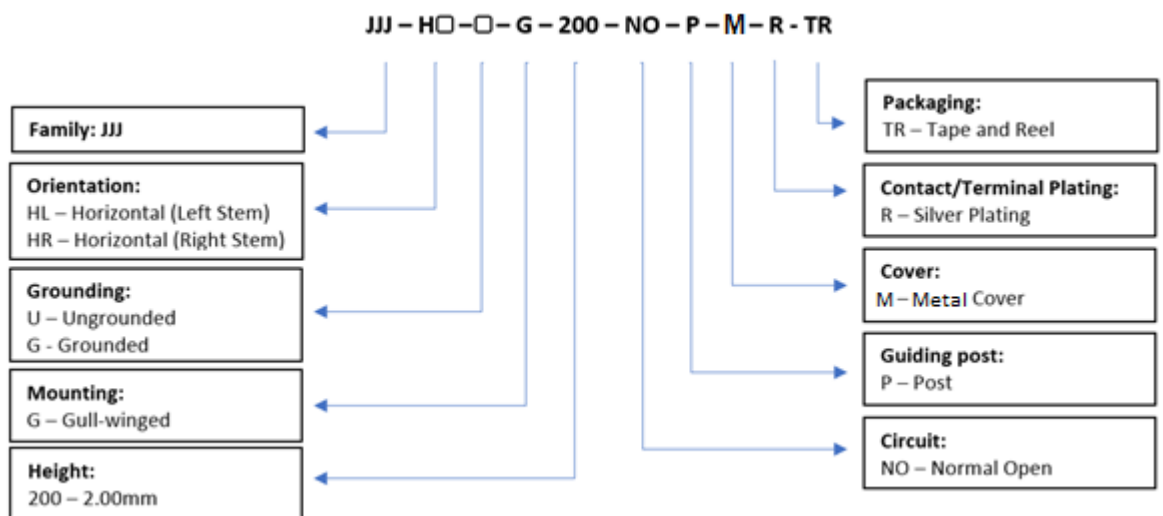 JJJ – H▢ – ▢ – G – 200 – NO – P – M – R - TR
Family: JJJ
Orientation:
HL – Horizontal (Left Stem)
HR – Horizontal (Right Stem)
Grounding:
U – Ungrounded
G - Grounded
Mounting:
G – Gull-winged
Height:
200 – 2.00mm
Packaging:
TR – Tape and Reel
Contact/Terminal Plating:
R – Silver Plating
Cover:
M – Metal Cover
Guiding post:
P – Post
Circuit:
NO – Normal Open